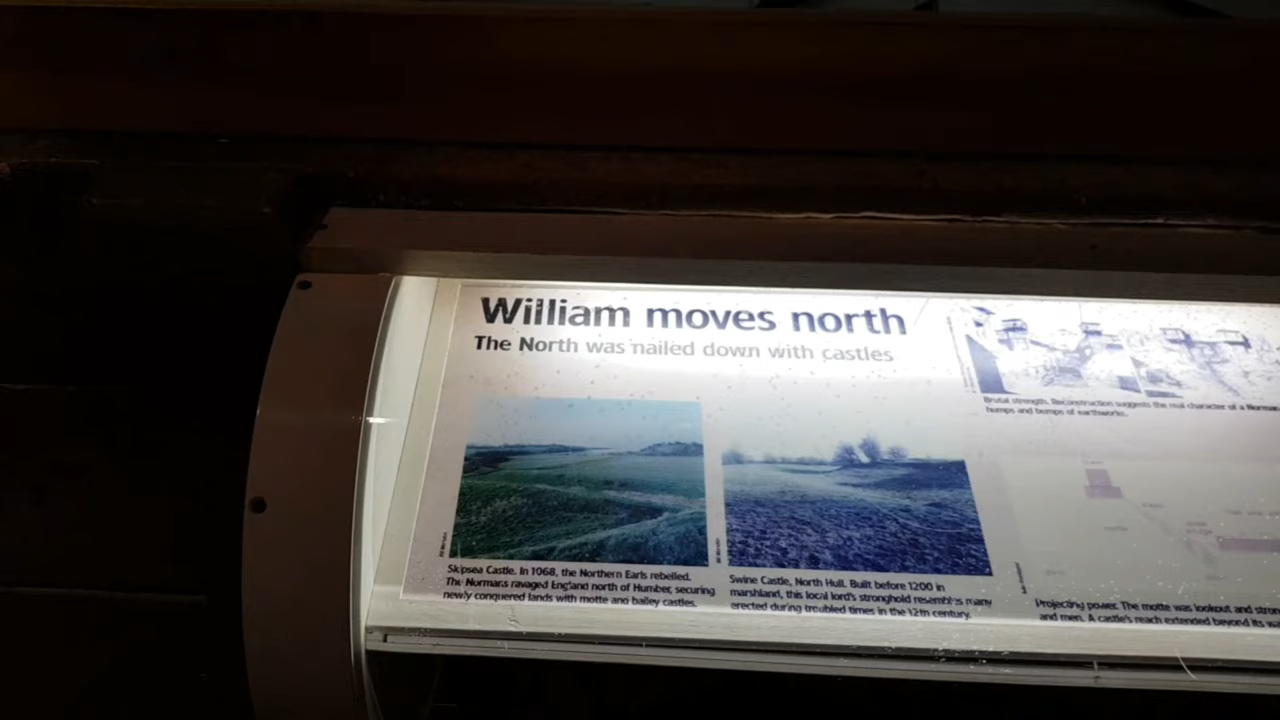 William moves north
The North was nailed down with castles
Skipsea Castle. In 1068, the Northern Earls rebelled.
The Normans ravaged England north of Humber, securing
newly conquered lands with motte and bailey castles.
Swine Castle, North Hull. Built before 1200 in
marshland, this local lord's stronghold resembles many
erected during troubled times in the 12th century.
Brutal strength. Reconstruction suggests the real character of a
humps and bumps of earthworks.
Projecting power. The motte was lookout and
and men. A castle's reach extended beyond its